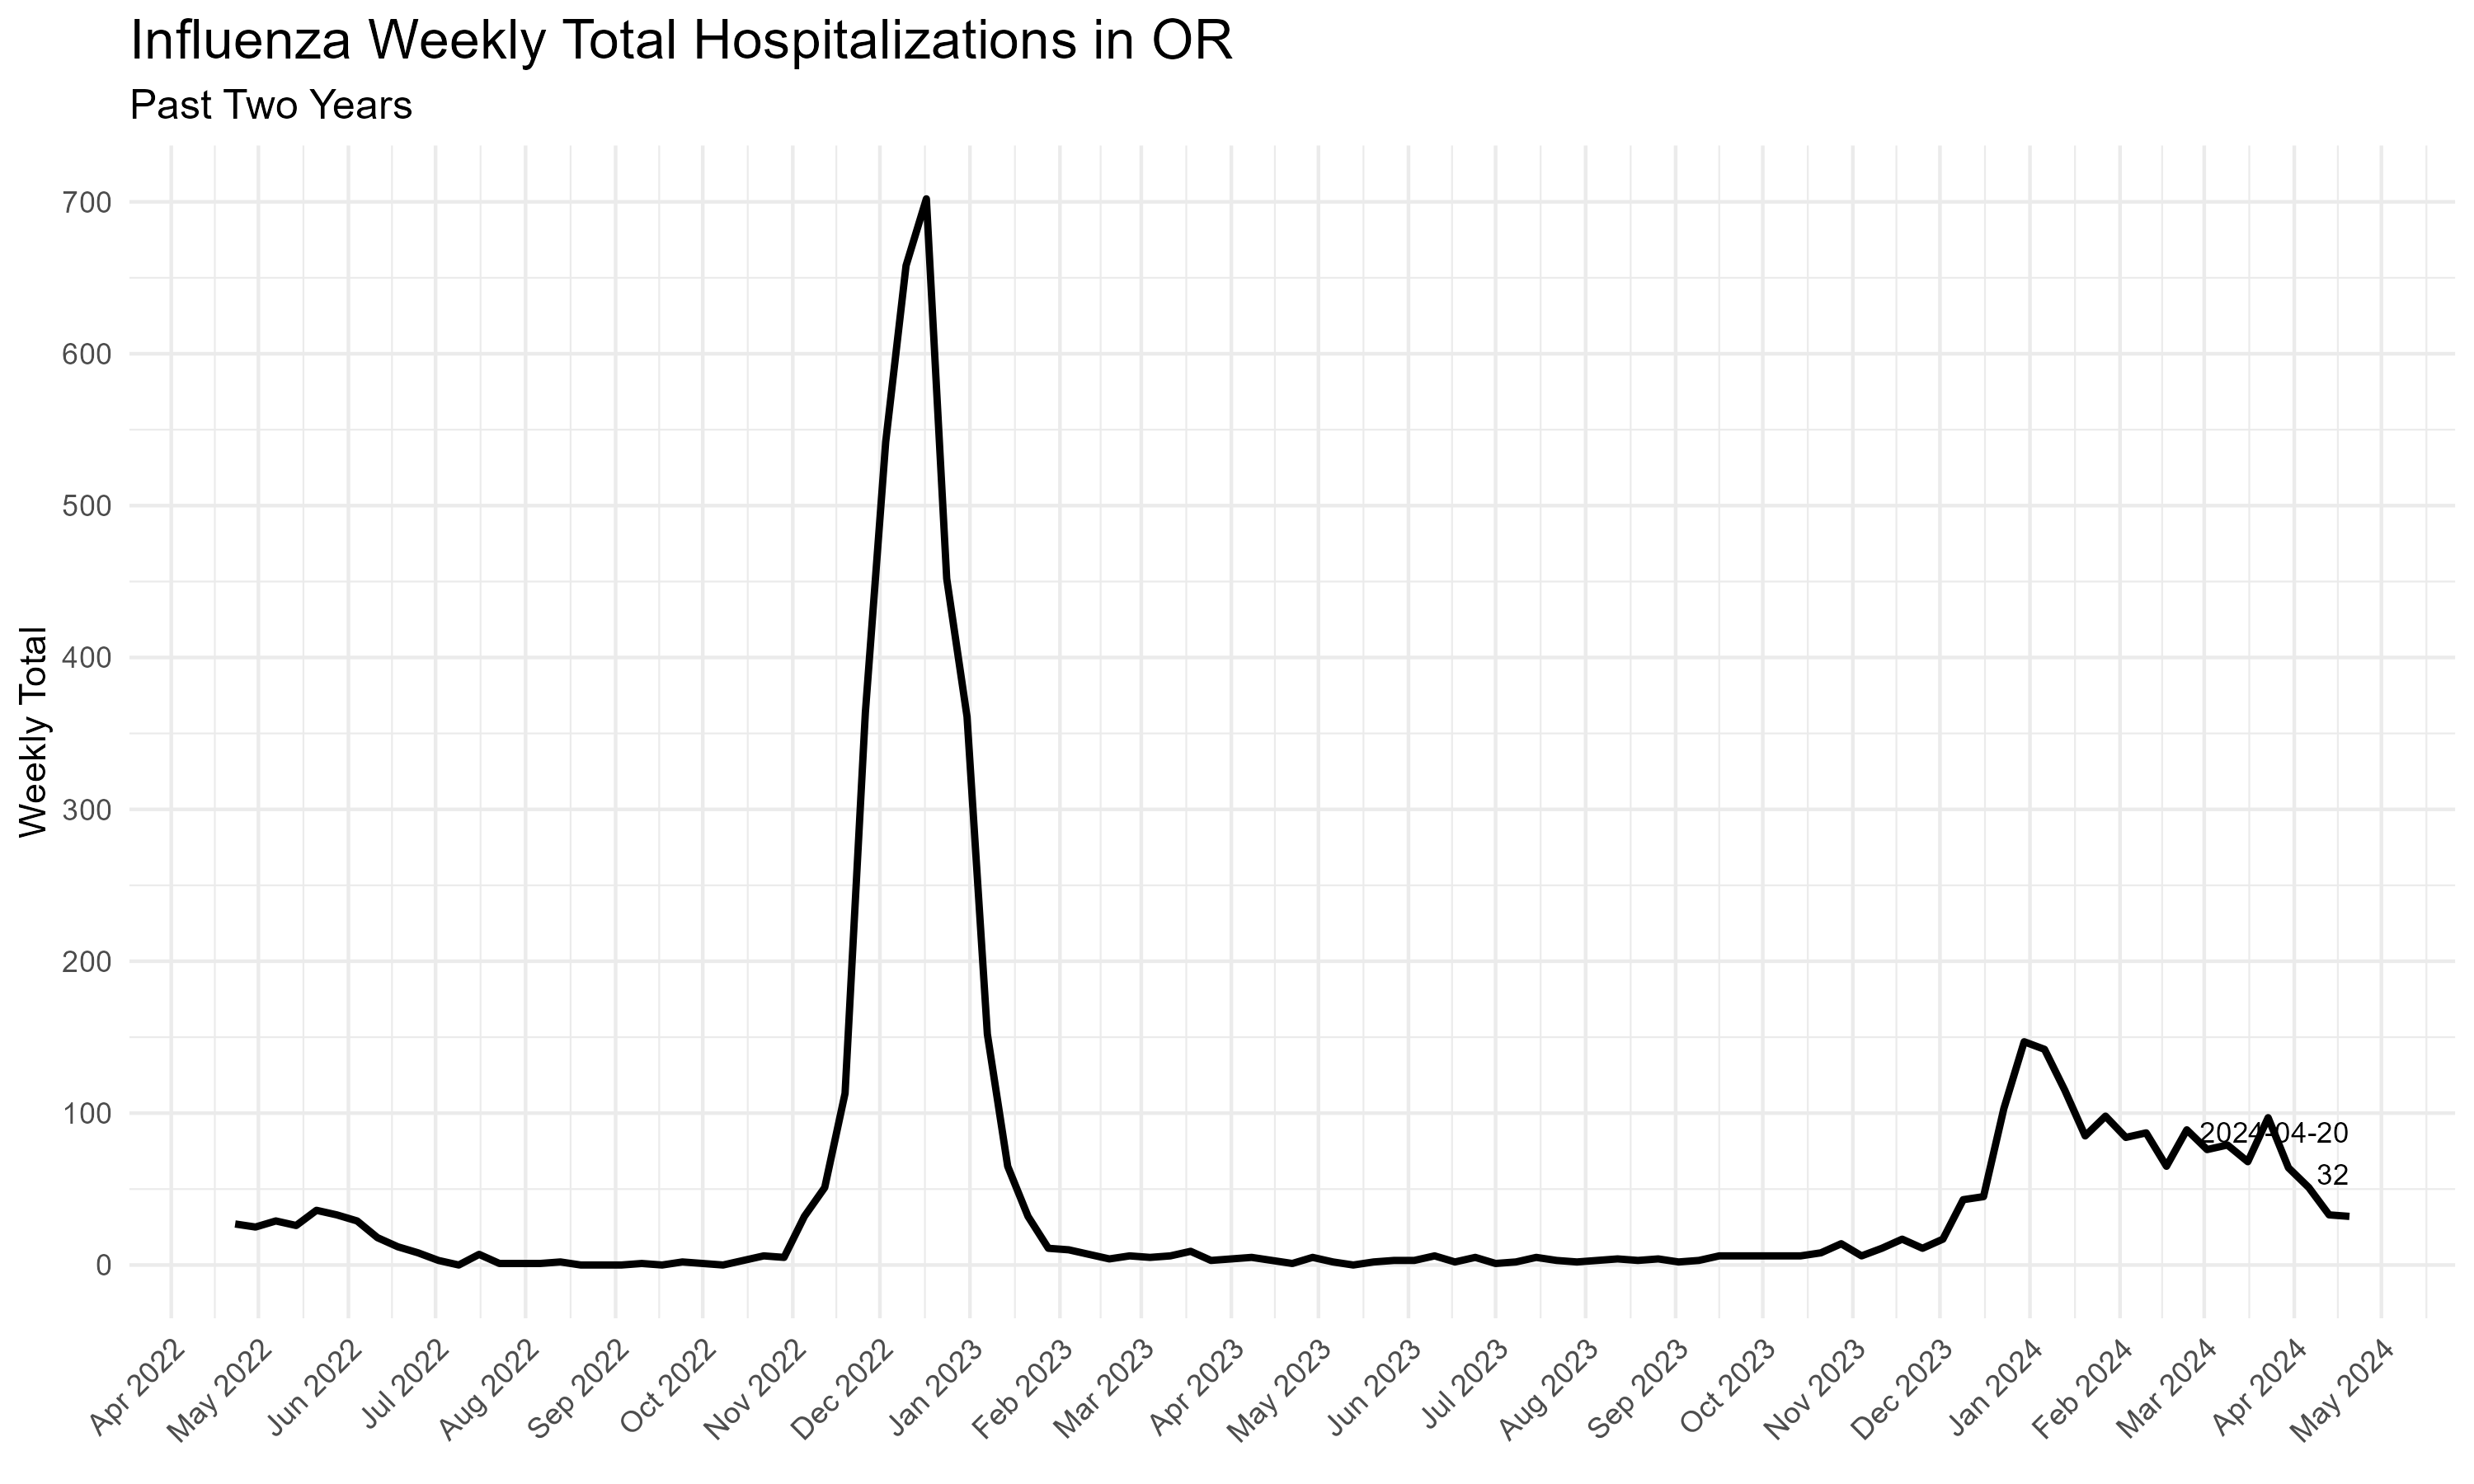 Influenza Weekly Total Hospitalizations in OR
Past Two Years
Weekly Total
700
600
500
400
300
200
100
0
2024-04-20
32
Apr 2022
May 2022
Jun 2022
Jul 2022
Aug 2022
Sep 2022
Oct 2022
Nov 2022
Dec 2022
Jan 2023
Feb 2023
Mar 2023
Apr 2023
May 2023
Jun 2023
Jul 2023
Aug 2023
Sep 2023
Oct 2023
Nov 2023
Dec 2023
Jan 2024
Feb 2024
Mar 2024
Apr 2024
May 2024